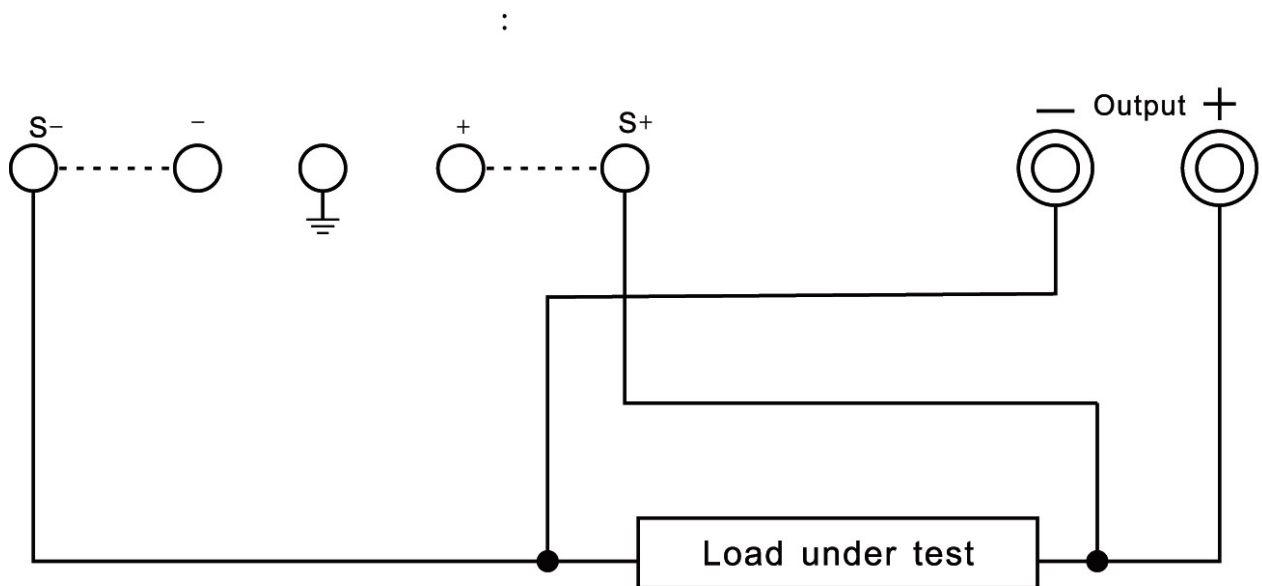 :
S− − + S+ − Output +
Load under test